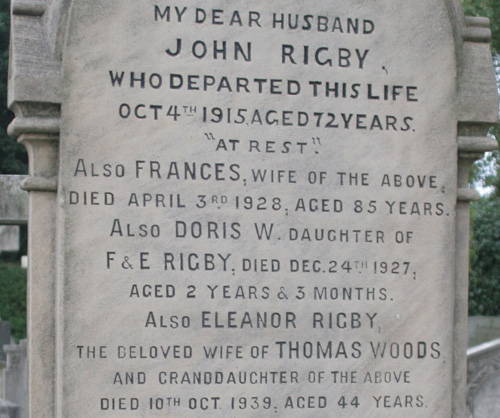 MY DEAR HUSBAND
JOHN RIGBY,
WHO DEPARTED THIS LIFE
OCT 4TH 1915, AGED 72 YEARS.
"AT REST".
ALSO FRANCES, WIFE OF THE ABOVE,
DIED APRIL 3RD 1928, AGED 85 YEARS.
ALSO DORIS W. DAUGHTER OF
F & E RIGBY, DIED DEC. 24TH 1927,
AGED 2 YEARS & 3 MONTHS.
ALSO ELEANOR RIGBY,
THE BELOVED WIFE OF THOMAS WOODS
AND GRANDDAUGHTER OF THE ABOVE
DIED 10TH OCT. 1939, AGED 44 YEARS.